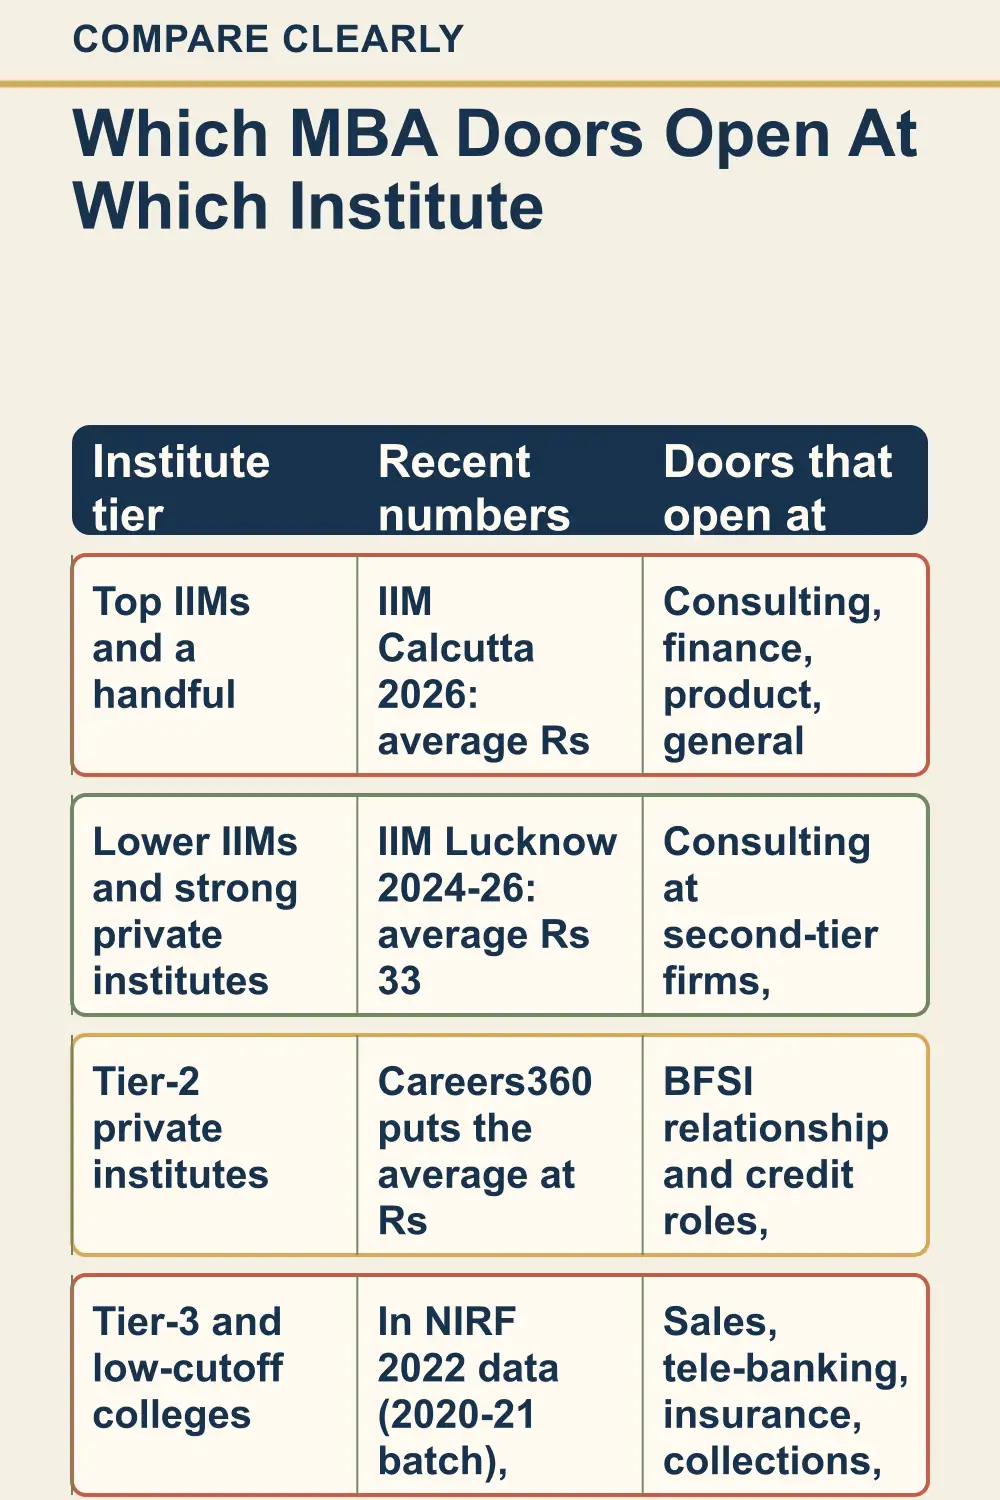 COMPARE CLEARLY
Which MBA Doors Open At
Which Institute
Institute
tier
Recent
numbers
Doors that
open at
Top IIMs
and a
handful
IIM
Calcutta
2026:
average Rs
Consulting,
finance,
product,
general
Lower IIMs
and strong
private
institutes
IIM Lucknow
2024-26:
average Rs
33
Consulting
at
second-tier
firms,
Tier-2
private
institutes
Careers360
puts the
average at
Rs
BFSI
relationship
and credit
roles,
Tier-3 and
low-cutoff
colleges
In NIRF
2022 data
(2020-21
batch),
Sales,
tele-banking,
insurance,
collections,